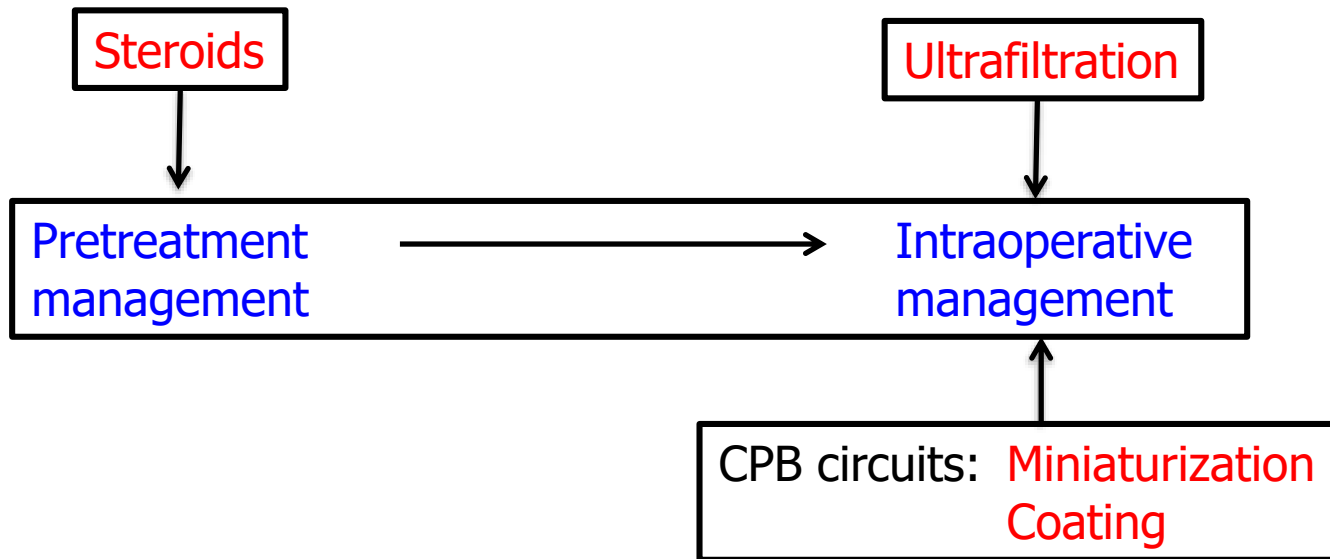 Steroids
Ultrafiltration
Pretreatment management
Intraoperative management
CPB circuits: Miniaturization
Coating